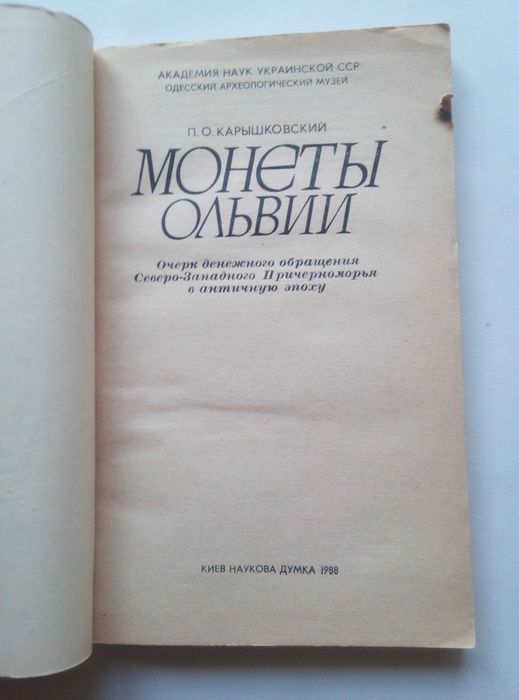 АКАДЕМИЯ НАУК УКРАИНСКОЙ ССР
ОДЕССКИЙ АРХЕОЛОГИЧЕСКИЙ МУЗЕЙ
П. О. КАРЫШКОВСКИЙ
МОНЕТЫ
ОЛЬВИИ
Очерк денежного обращения
Северо-Западного Причерноморья
в античную эпоху
КИЕВ НАУКОВА ДУМКА 1988